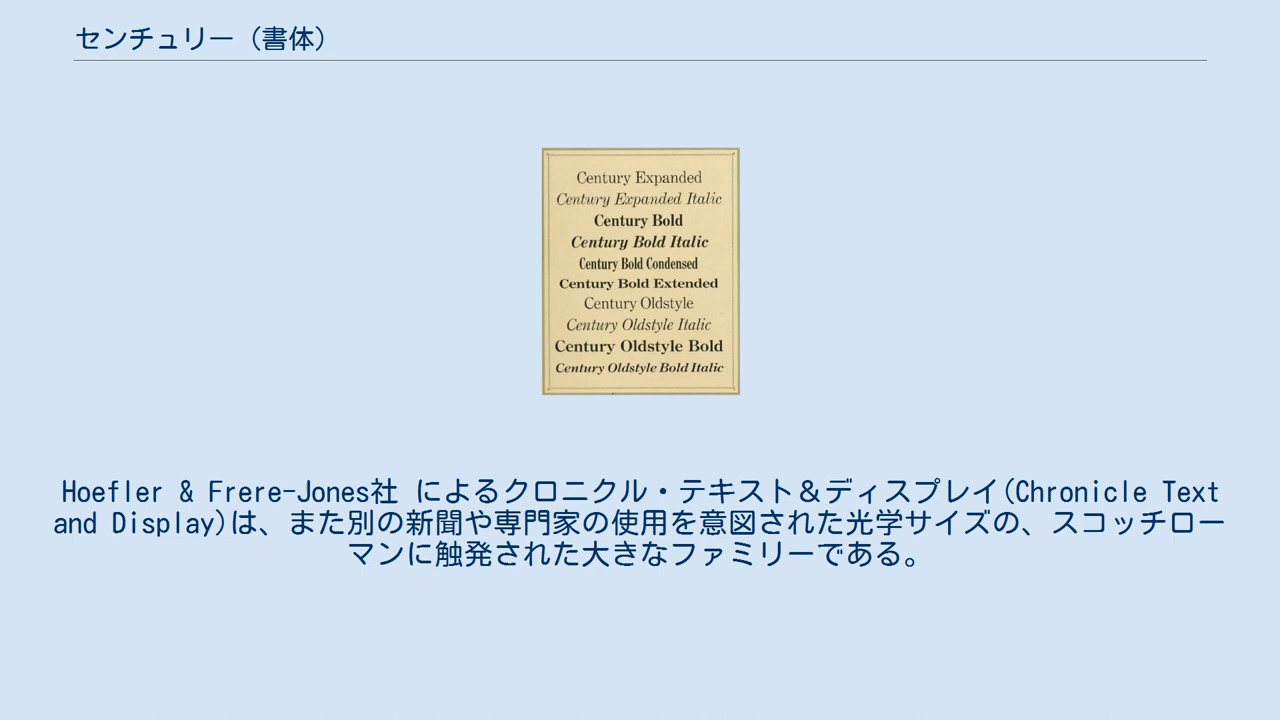 センチュリー（書体）
Century Expanded
Century Expanded Italic
Century Bold
Century Bold Italic
Century Bold Condensed
Century Bold Extended
Century Oldstyle
Century Oldstyle Italic
Century Oldstyle Bold
Century Oldstyle Bold Italic
Hoefler & Frere-Jones社 によるクロニクル・テキスト＆ディスプレイ(Chronicle Text
and Display)は、また別の新聞や専門家の使用を意図された光学サイズの、スコッチロー
マンに触発された大きなファミリーである。